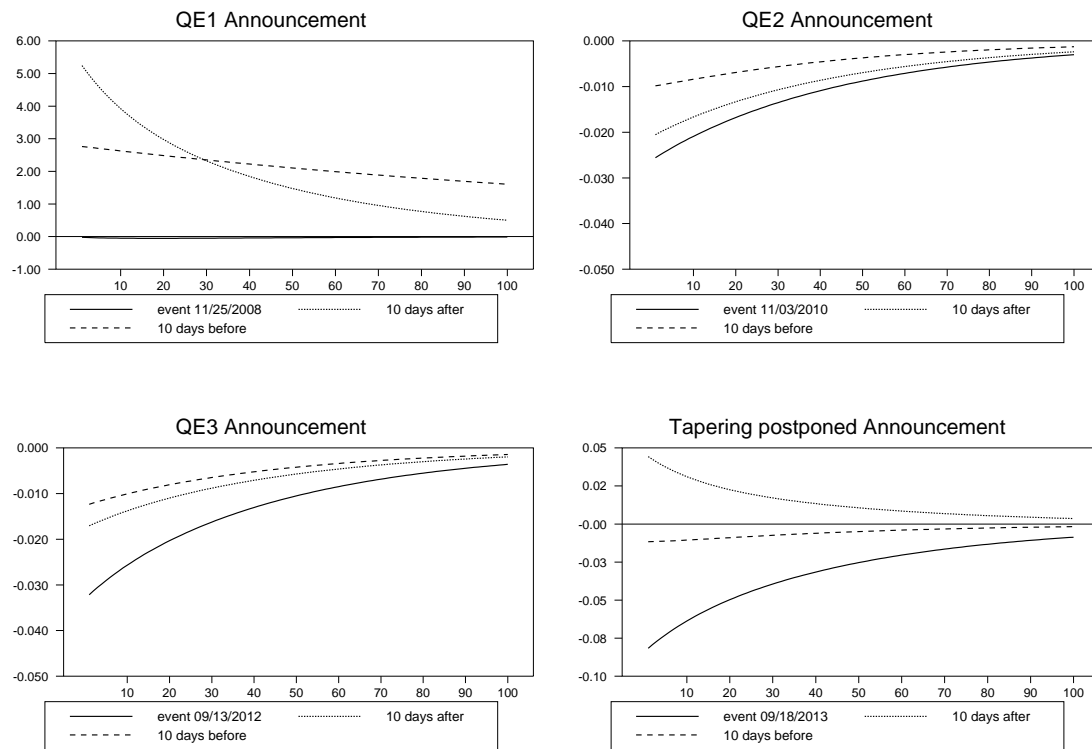 QE1 Announcement
6.00
5.00
4.00
3.00
2.00
1.00
0.00
-1.00
10 20 30 40 50 60 70 80 90 100
event 11/25/2008 10 days after
10 days before
QE2 Announcement
0.000
-0.010
-0.020
-0.030
-0.040
-0.050
10 20 30 40 50 60 70 80 90 100
event 11/03/2010 10 days after
10 days before
QE3 Announcement
0.000
-0.010
-0.020
-0.030
-0.040
-0.050
10 20 30 40 50 60 70 80 90 100
event 09/13/2012 10 days after
10 days before
Tapering postponed Announcement
0.05
0.02
-0.00
-0.03
-0.05
-0.08
-0.10
10 20 30 40 50 60 70 80 90 100
event 09/18/2013 10 days after
10 days before